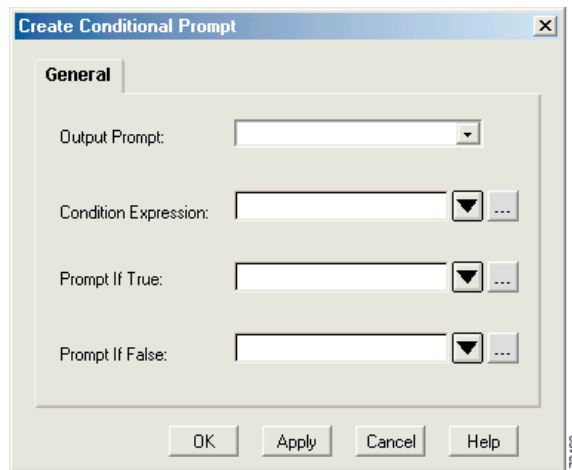 Create Conditional Prompt
General
Output Prompt:
Condition Expression:
...
Prompt If True:
...
Prompt If False:
...
OK Apply Cancel Help